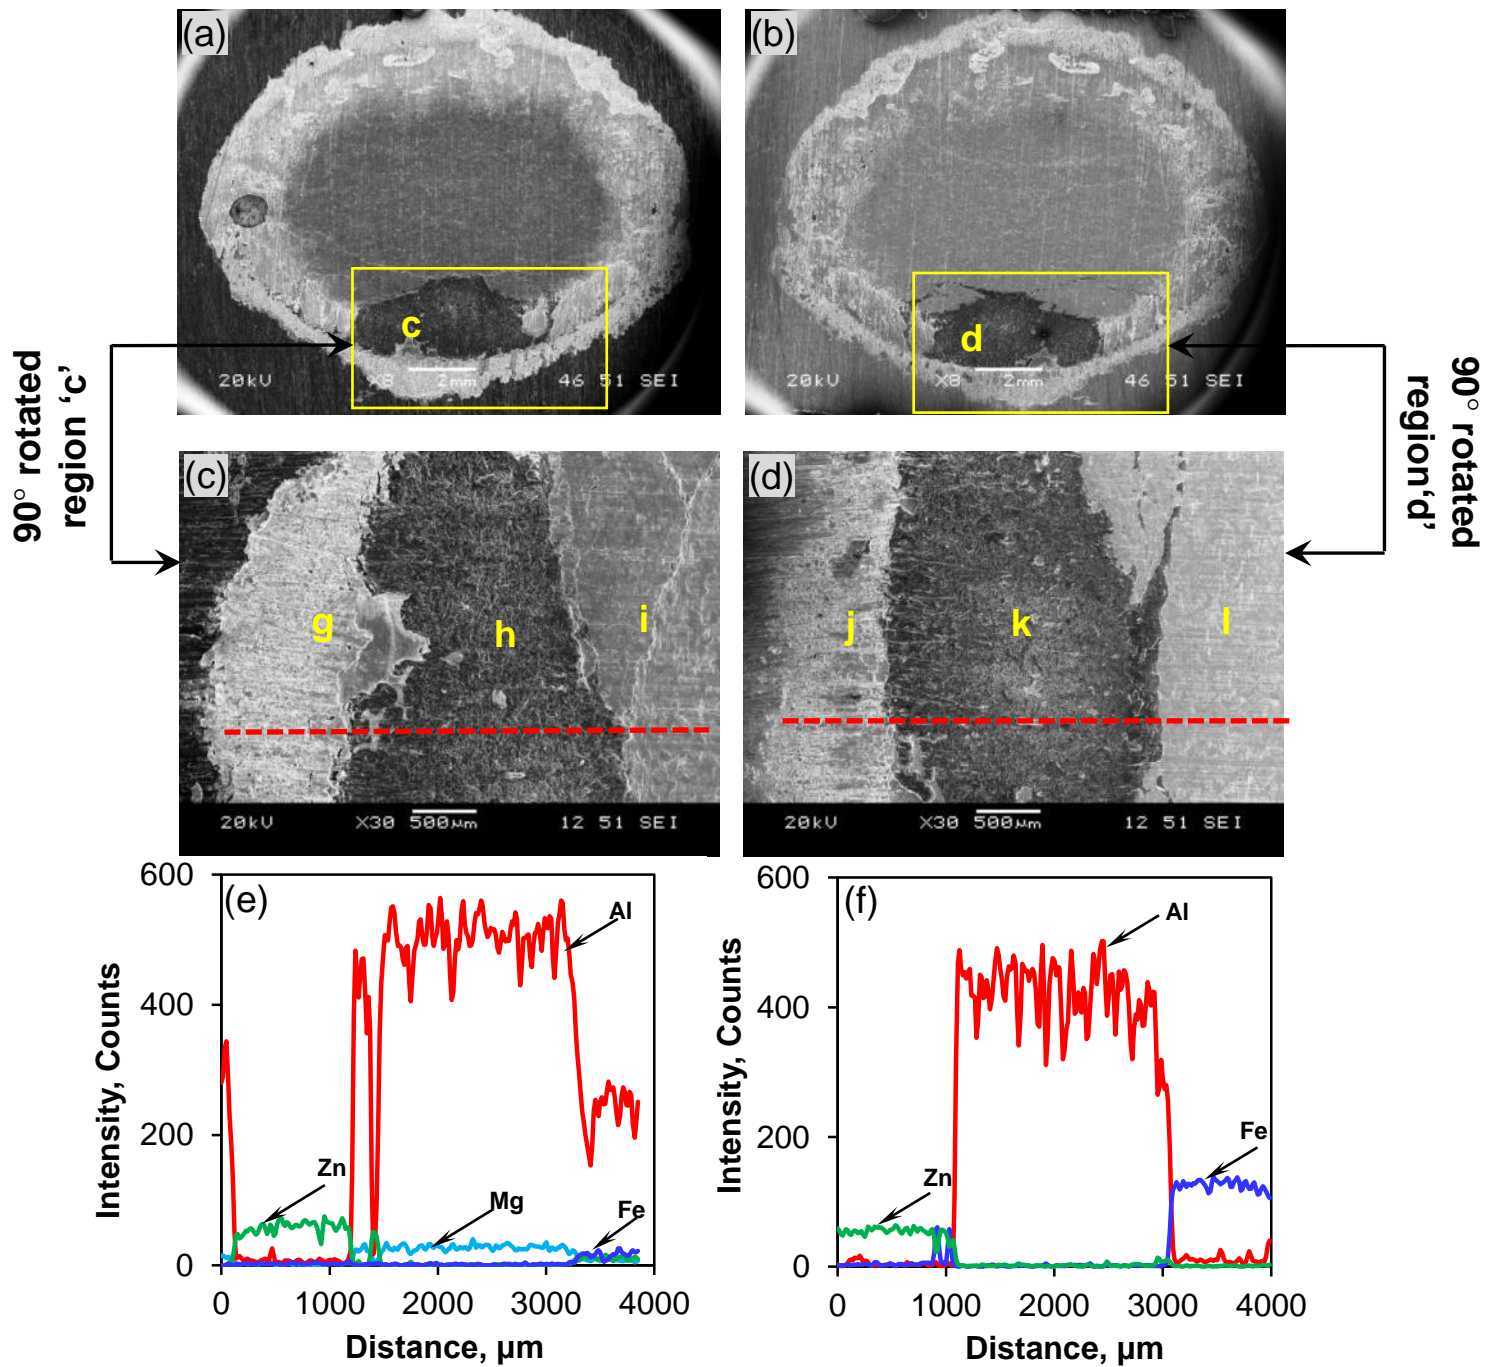 (a)
c
20kV X8 2mm 46 51 SEI
(b)
d
20kV X8 2mm 46 51 SEI
90° rotated
region 'c'
90° rotated
region'd'
(c)
g
h
i
20kV X30 500µm 12 51 SEI
(d)
j
k
l
20kV X30 500µm 12 51 SEI
(e)
600
400
200
0
Intensity, Counts
Al
Zn
Mg
Fe
0 1000 2000 3000 4000
Distance, µm
(f)
600
400
200
0
Intensity, Counts
Al
Zn
Fe
0 1000 2000 3000 4000
Distance, µm